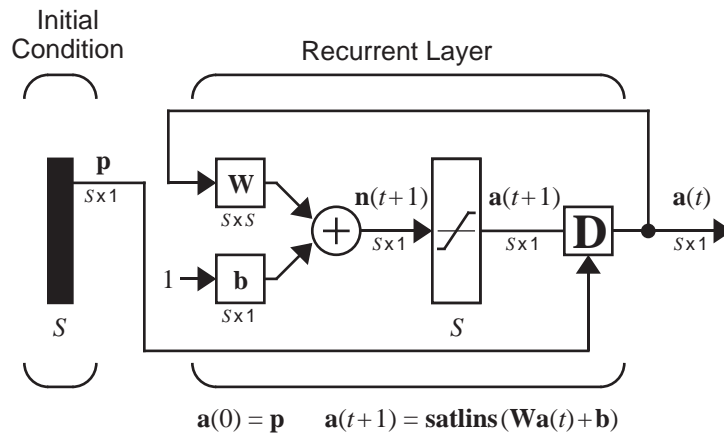 Initial
Condition
Recurrent Layer
p
S x 1
W
S x S
n(t+1)
S x 1
a(t+1)
S x 1
D
a(t)
S x 1
1
b
S x 1
S
S
a(0) = p a(t+1) = satlins(Wa(t)+b)